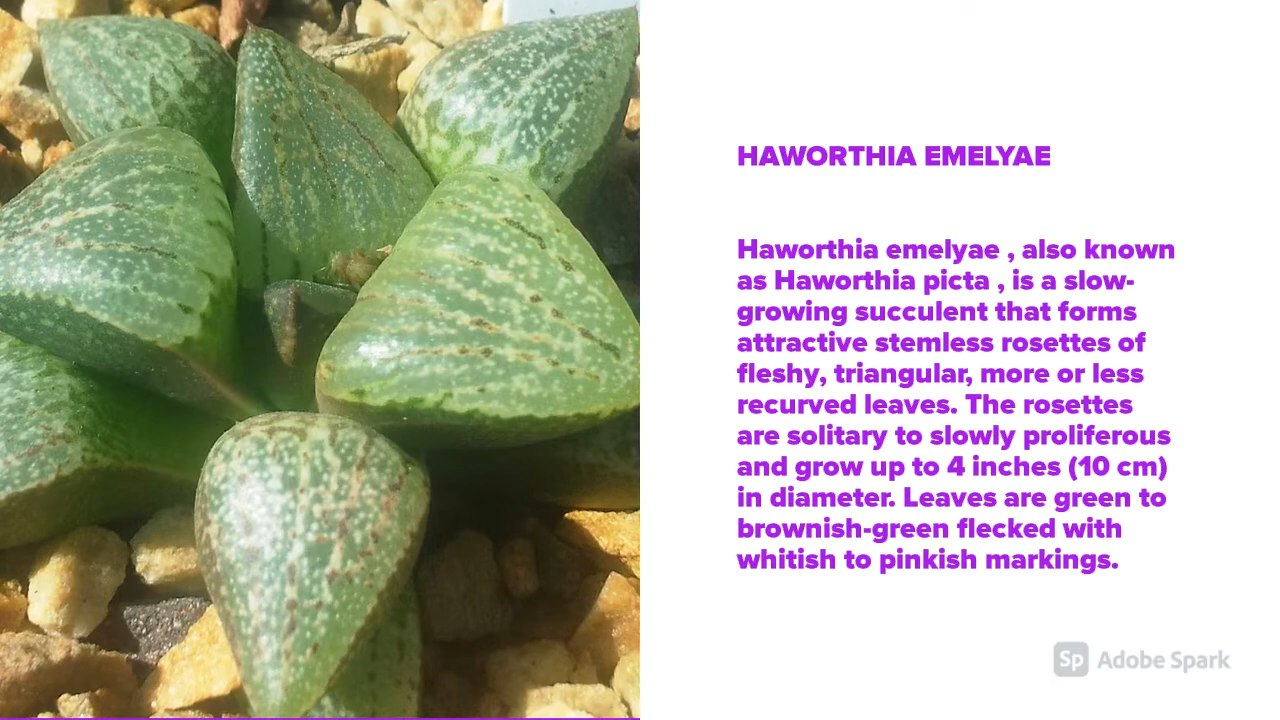 HAWORTHIA EMELYAE
Haworthia emelyae , also known
as Haworthia picta , is a slow-
growing succulent that forms
attractive stemless rosettes of
fleshy, triangular, more or less
recurved leaves. The rosettes
are solitary to slowly proliferous
and grow up to 4 inches (10 cm)
in diameter. Leaves are green to
brownish-green flecked with
whitish to pinkish markings.
Sp Adobe Spark